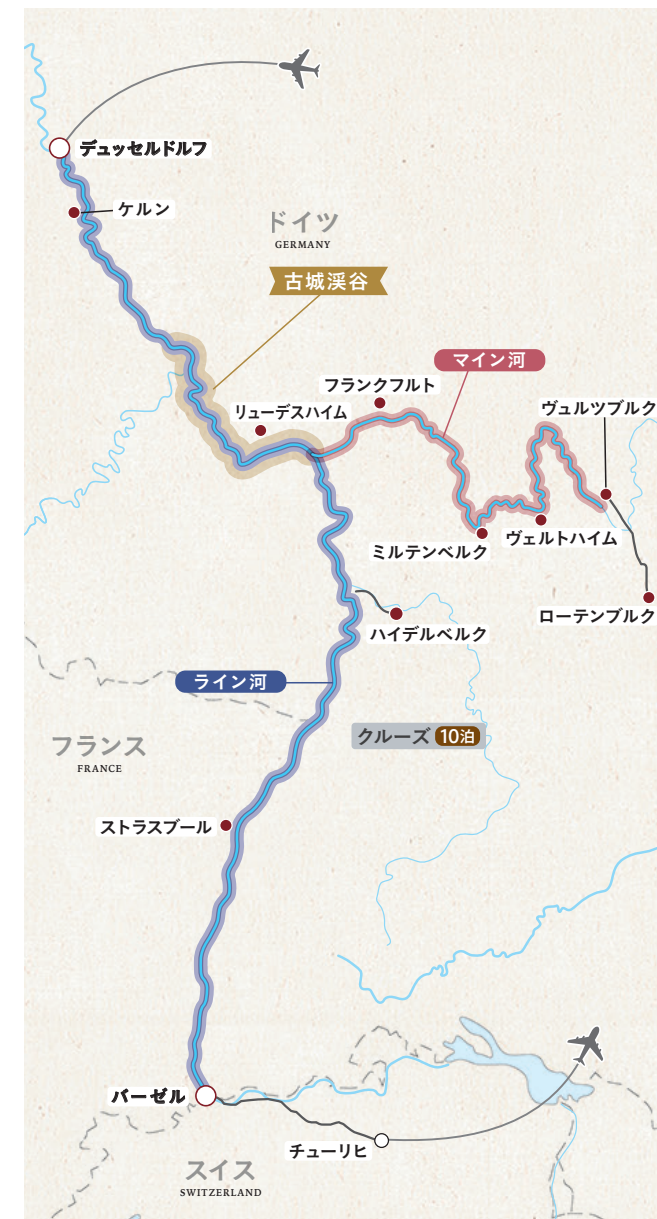 デュッセルドルフ
ケルン
ドイツ
GERMANY
古城渓谷
マイン河
フランクフルト
リューデスハイム
ヴュルツブルク
ミルテンベルク
ヴェルトハイム
ローテンブルク
ハイデルベルク
ライン河
フランス
FRANCE
クルーズ 10泊
ストラスブール
バーゼル
チューリヒ
スイス
SWITZERLAND